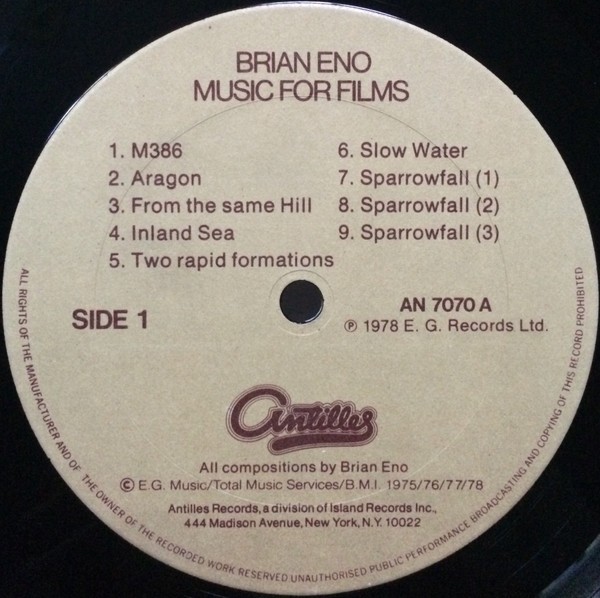 BRIAN ENO
MUSIC FOR FILMS
1. M386
2. Aragon
3. From the same Hill
4. Inland Sea
5. Two rapid formations
6. Slow Water
7. Sparrowfall (1)
8. Sparrowfall (2)
9. Sparrowfall (3)
SIDE 1
AN 7070 A
Ⓟ 1978 E. G. Records Ltd.
antilles
All compositions by Brian Eno
© E.G. Music/Total Music Services/B.M.I. 1975/76/77/78
Antilles Records, a division of Island Records Inc.,
444 Madison Avenue, New York, N.Y. 10022
ALL RIGHTS OF THE MANUFACTURER AND OF THE OWNER OF THE RECORDED WORK RESERVED UNAUTHORISED PUBLIC PERFORMANCE BROADCASTING AND COPYING OF THIS RECORD PROHIBITED